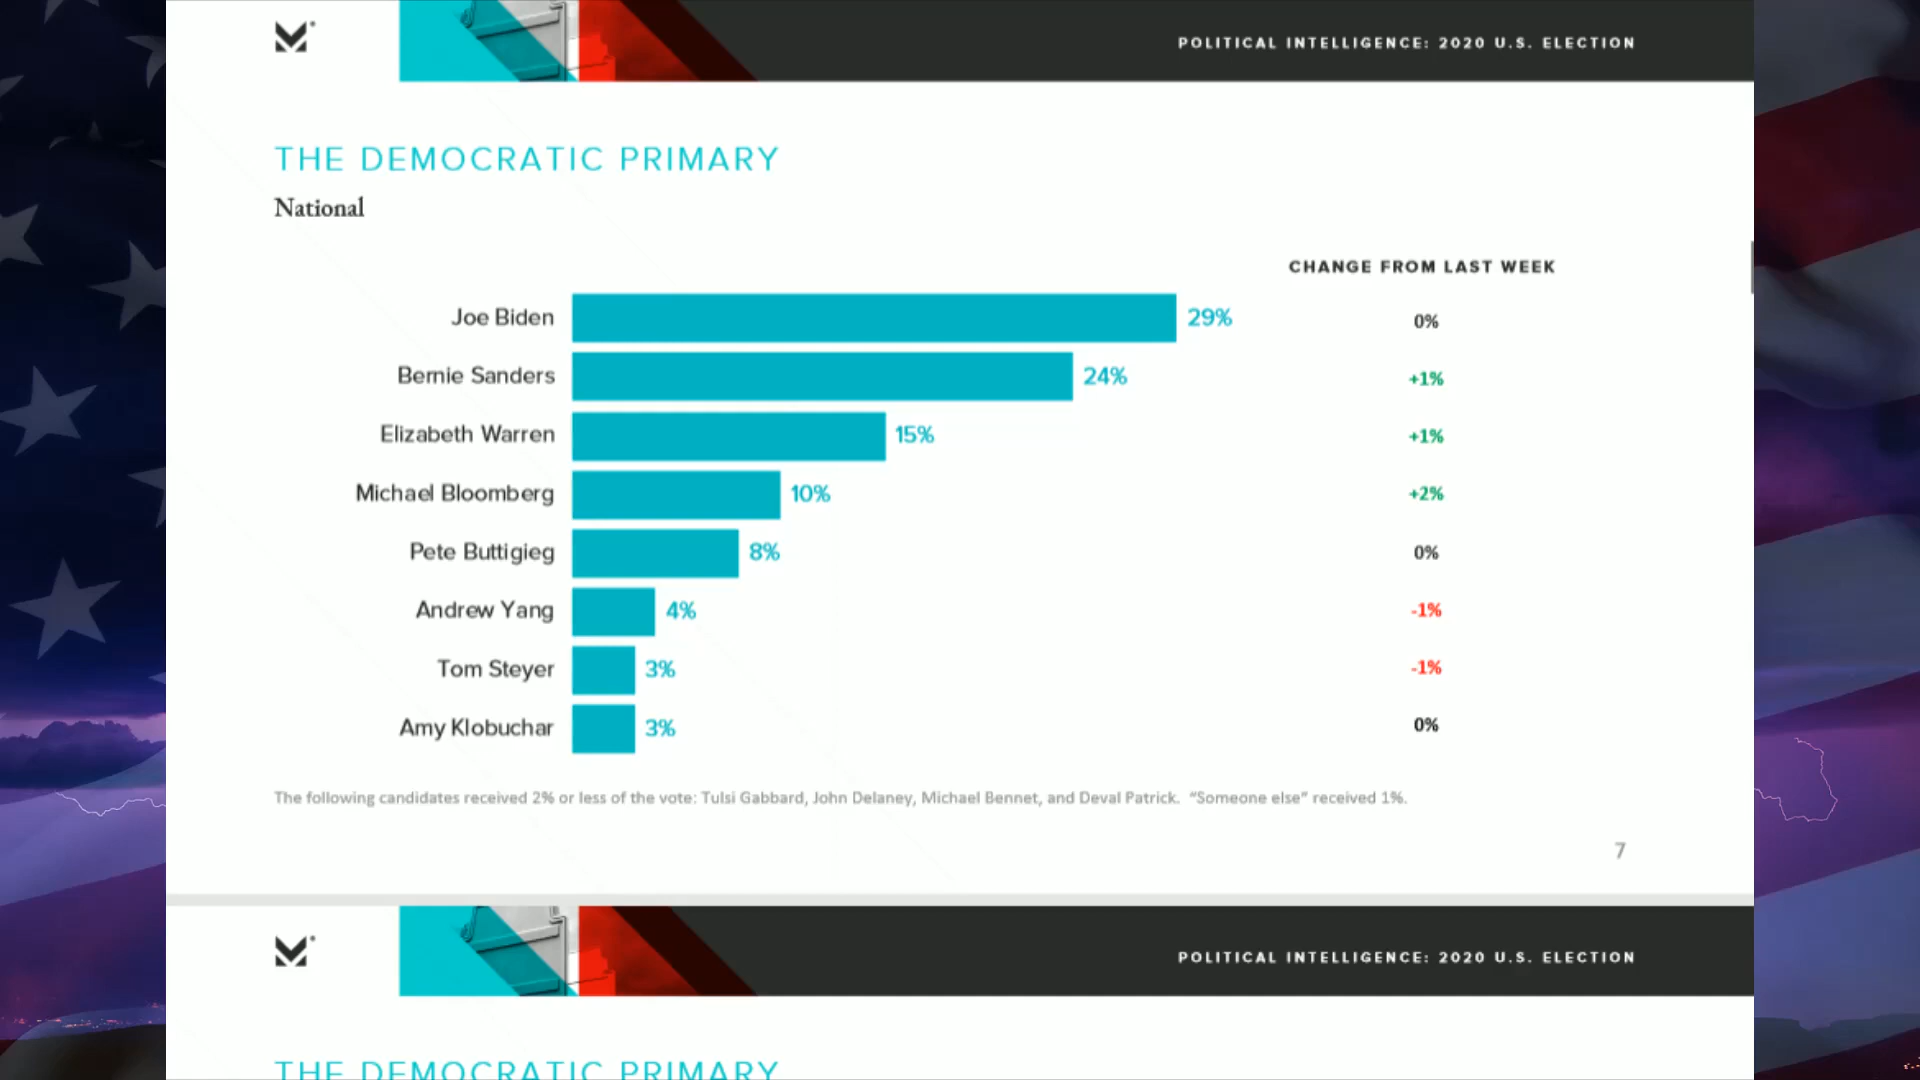 POLITICAL INTELLIGENCE: 2020 U.S. ELECTION
THE DEMOCRATIC PRIMARY
National
CHANGE FROM LAST WEEK
Joe Biden 29% 0%
Bernie Sanders 24% +1%
Elizabeth Warren 15% +1%
Michael Bloomberg 10% +2%
Pete Buttigieg 8% 0%
Andrew Yang 4% -1%
Tom Steyer 3% -1%
Amy Klobuchar 3% 0%
The following candidates received 2% or less of the vote: Tulsi Gabbard, John Delaney, Michael Bennet, and Deval Patrick. “Someone else” received 1%.
7
POLITICAL INTELLIGENCE: 2020 U.S. ELECTION
THE DEMOCRATIC PRIMARY